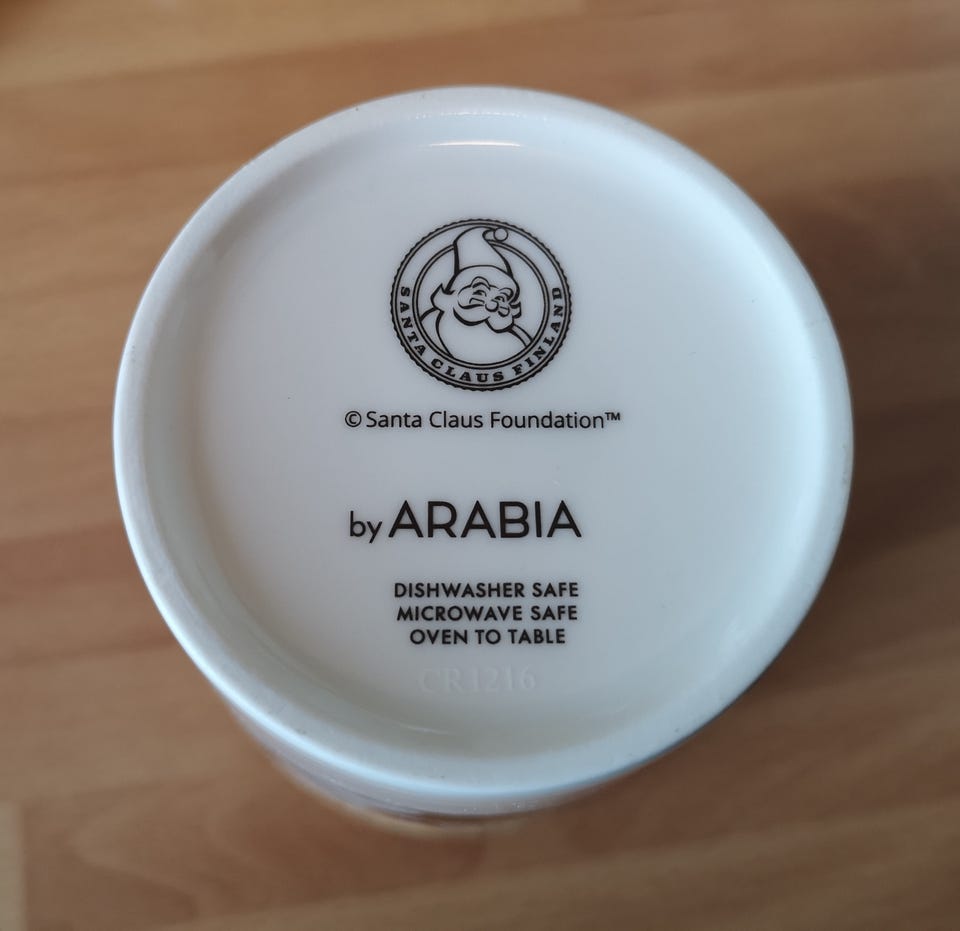 SANTA CLAUS FINLAND
© Santa Claus Foundation™
by ARABIA
DISHWASHER SAFE
MICROWAVE SAFE
OVEN TO TABLE
CR1216